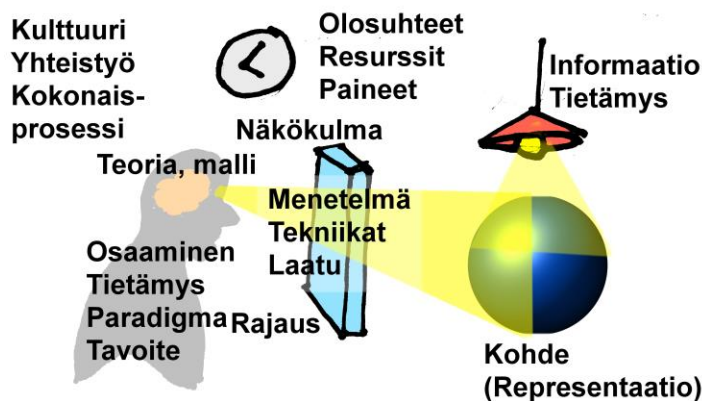 Kulttuuri
Yhteistyö
Kokonais-
prosessi
Olosuhteet
Resurssit
Paineet
Informaatio
Tietämys
Näkökulma
Teoria, malli
Menetelmä
Tekniikat
Laatu
Osaaminen
Tietämys
Paradigma
Tavoite
Rajaus
Kohde
(Representaatio)